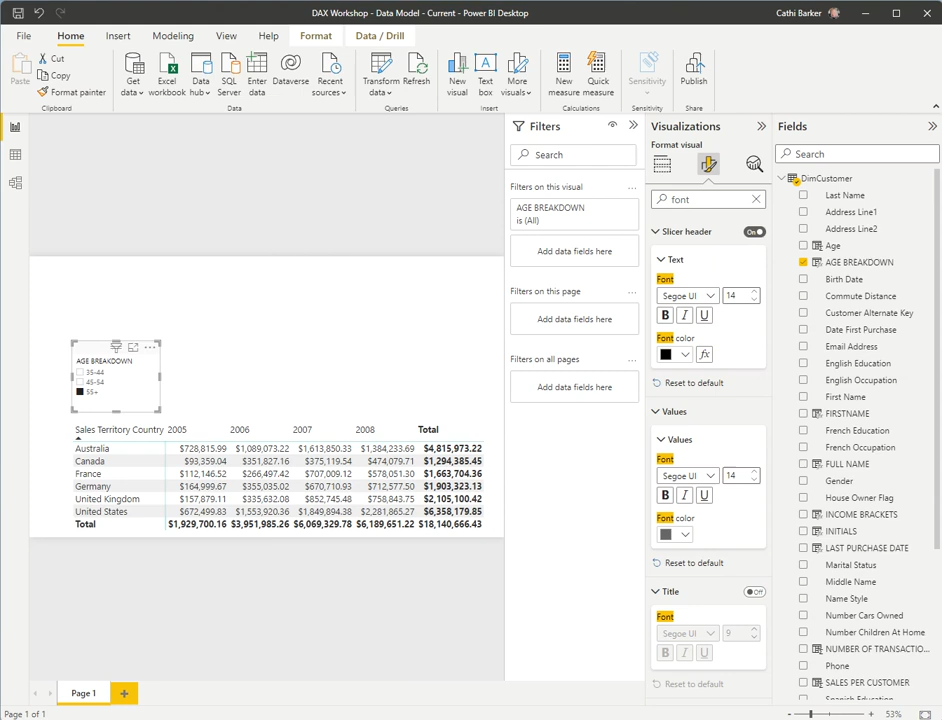 DAX Workshop - Data Model - Current - Power BI Desktop
Cathi Barker
File Home Insert Modeling View Help Format Data / Drill
Paste
Cut
Copy
Format painter
Get data
Excel workbook
Data hub
SQL Server
Enter data
Dataverse
Recent sources
Transform data
Refresh
New visual
Text box
More visuals
New measure
Quick measure
Sensitivity
Publish
Clipboard Data Queries Insert Calculations Sensitivity Share
AGE BREAKDOWN
35-44
45-54
55+
Sales Territory Country 2005 2006 2007 2008 Total
Australia $728,815.99 $1,089,073.22 $1,613,850.33 $1,384,233.69 $4,815,973.22
Canada $93,359.04 $351,827.16 $375,119.54 $474,079.71 $1,294,385.45
France $112,146.52 $266,497.42 $707,009.12 $578,051.30 $1,663,704.36
Germany $164,999.67 $355,035.02 $670,710.93 $712,577.50 $1,903,323.13
United Kingdom $157,879.11 $335,632.08 $852,745.48 $758,843.75 $2,105,100.42
United States $672,499.83 $1,553,920.36 $1,849,894.38 $2,281,865.27 $6,358,179.85
Total $1,929,700.16 $3,951,985.26 $6,069,329.78 $6,189,651.22 $18,140,666.43
Filters
Search
Filters on this visual
AGE BREAKDOWN
is (All)
Add data fields here
Filters on this page
Add data fields here
Filters on all pages
Add data fields here
Visualizations
Format visual
font
Slicer header On
Text
Font
Segoe UI 14
B I U
Font color
fx
Reset to default
Values
Values
Font
Segoe UI 14
B I U
Font color
Reset to default
Title Off
Font
Segoe UI 9
B I U
Reset to default
Fields
Search
DimCustomer
Last Name
Address Line1
Address Line2
Age
AGE BREAKDOWN
Birth Date
Commute Distance
Customer Alternate Key
Date First Purchase
Email Address
English Education
English Occupation
First Name
FIRSTNAME
French Education
French Occupation
FULL NAME
Gender
House Owner Flag
INCOME BRACKETS
INITIALS
LAST PURCHASE DATE
Marital Status
Middle Name
Name Style
Number Cars Owned
Number Children At Home
NUMBER OF TRANSACTIO...
Phone
SALES PER CUSTOMER
Spanish Education
Page 1
Page 1 of 1
53%